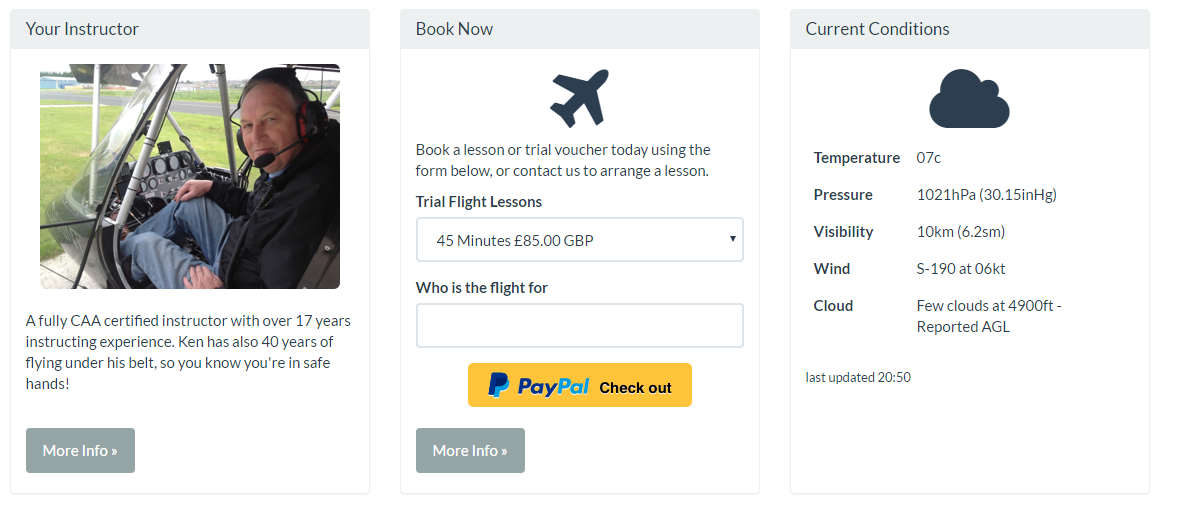 Your Instructor
A fully CAA certified instructor with over 17 years
instructing experience. Ken has also 40 years of
flying under his belt, so you know you're in safe
hands!
More Info »
Book Now
Book a lesson or trial voucher today using the
form below, or contact us to arrange a lesson.
Trial Flight Lessons
45 Minutes £85.00 GBP
Who is the flight for
PayPal Check out
More Info »
Current Conditions
Temperature 07c
Pressure 1021hPa (30.15inHg)
Visibility 10km (6.2sm)
Wind S-190 at 06kt
Cloud Few clouds at 4900ft -
Reported AGL
last updated 20:50